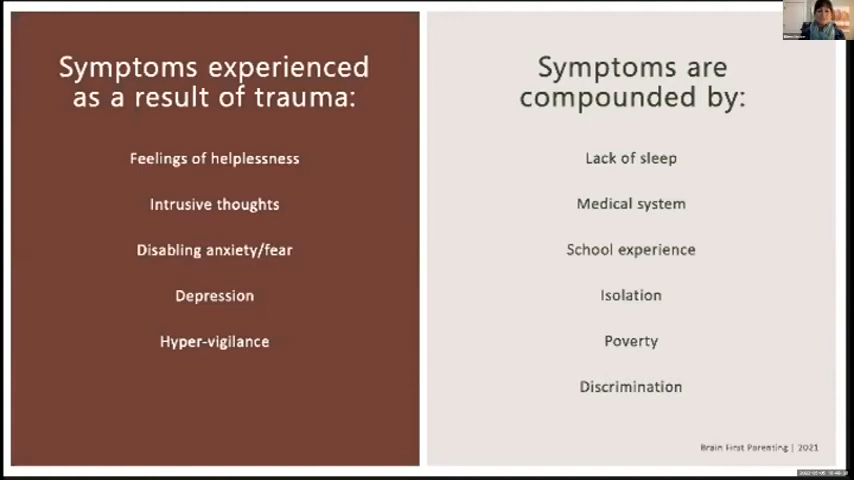 Symptoms experienced
as a result of trauma:
Feelings of helplessness
Intrusive thoughts
Disabling anxiety/fear
Depression
Hyper-vigilance
Symptoms are
compounded by:
Lack of sleep
Medical system
School experience
Isolation
Poverty
Discrimination
Brain First Parenting | 2021